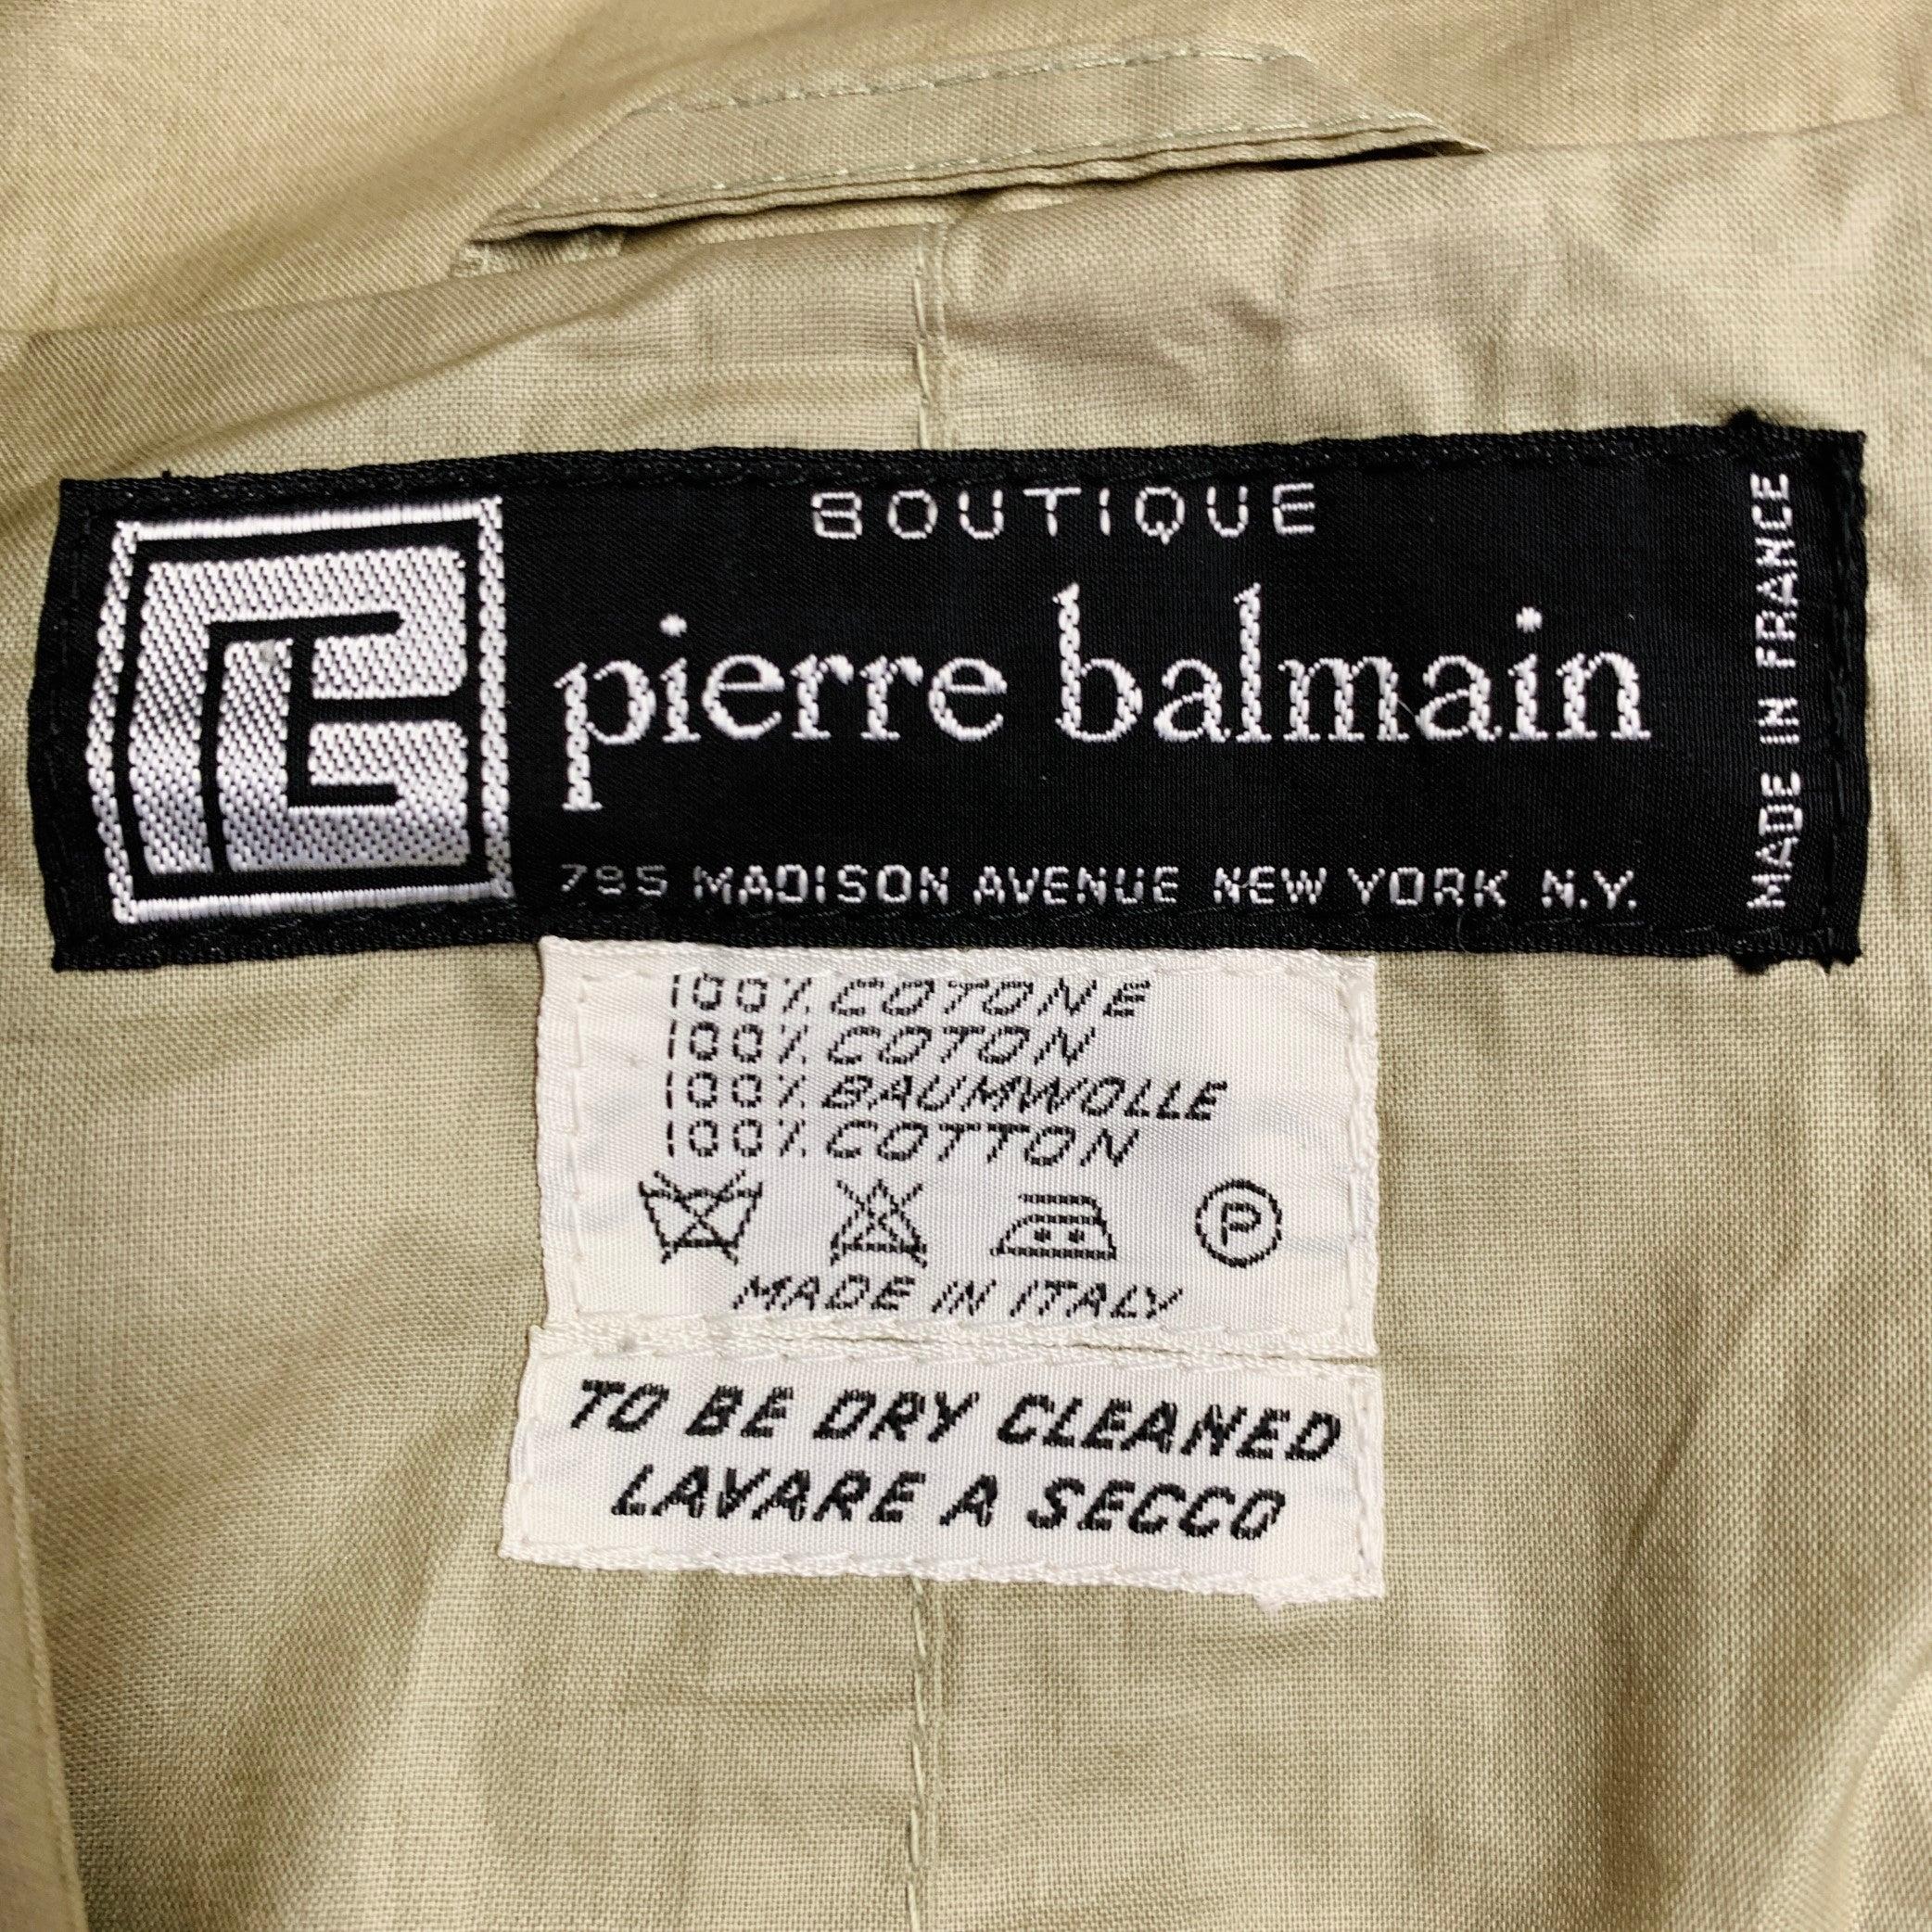 BOUTIQUE
pierre balmain
795 MADISON AVENUE NEW YORK N.Y.
MADE IN FRANCE
100% COTONE
100% COTON
100% BAUMWOLLE
100% COTTON
P
MADE IN ITALY
TO BE DRY CLEANED
LAVARE A SECCO